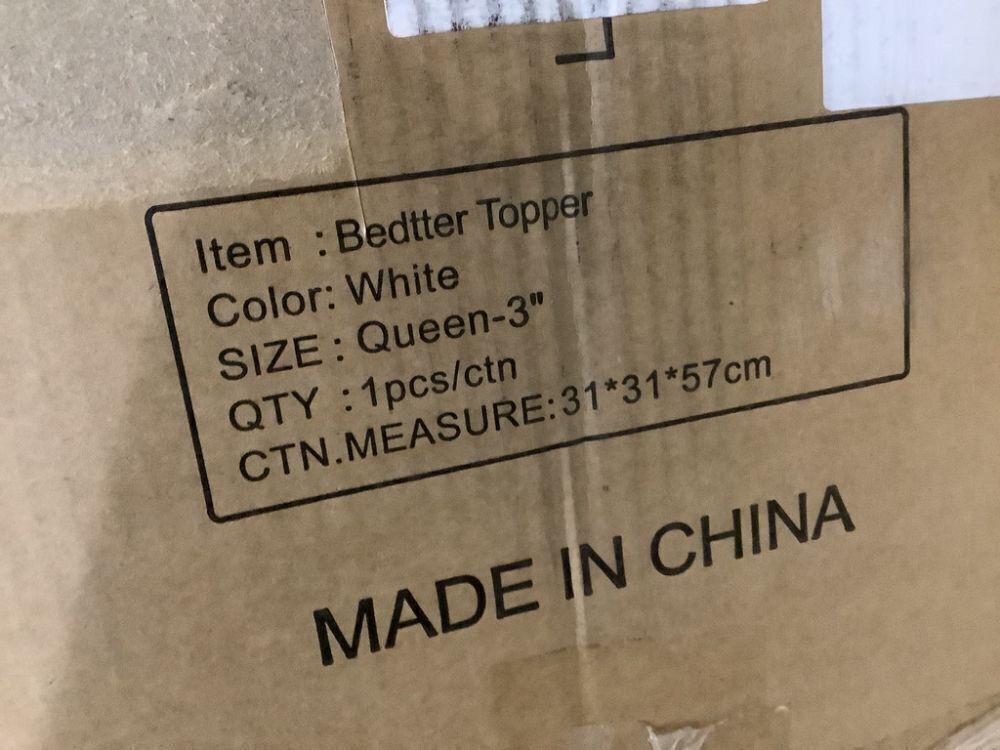 Item : Bedtter Topper
Color: White
SIZE : Queen-3"
QTY : 1pcs/ctn
CTN.MEASURE:31*31*57cm
MADE IN CHINA